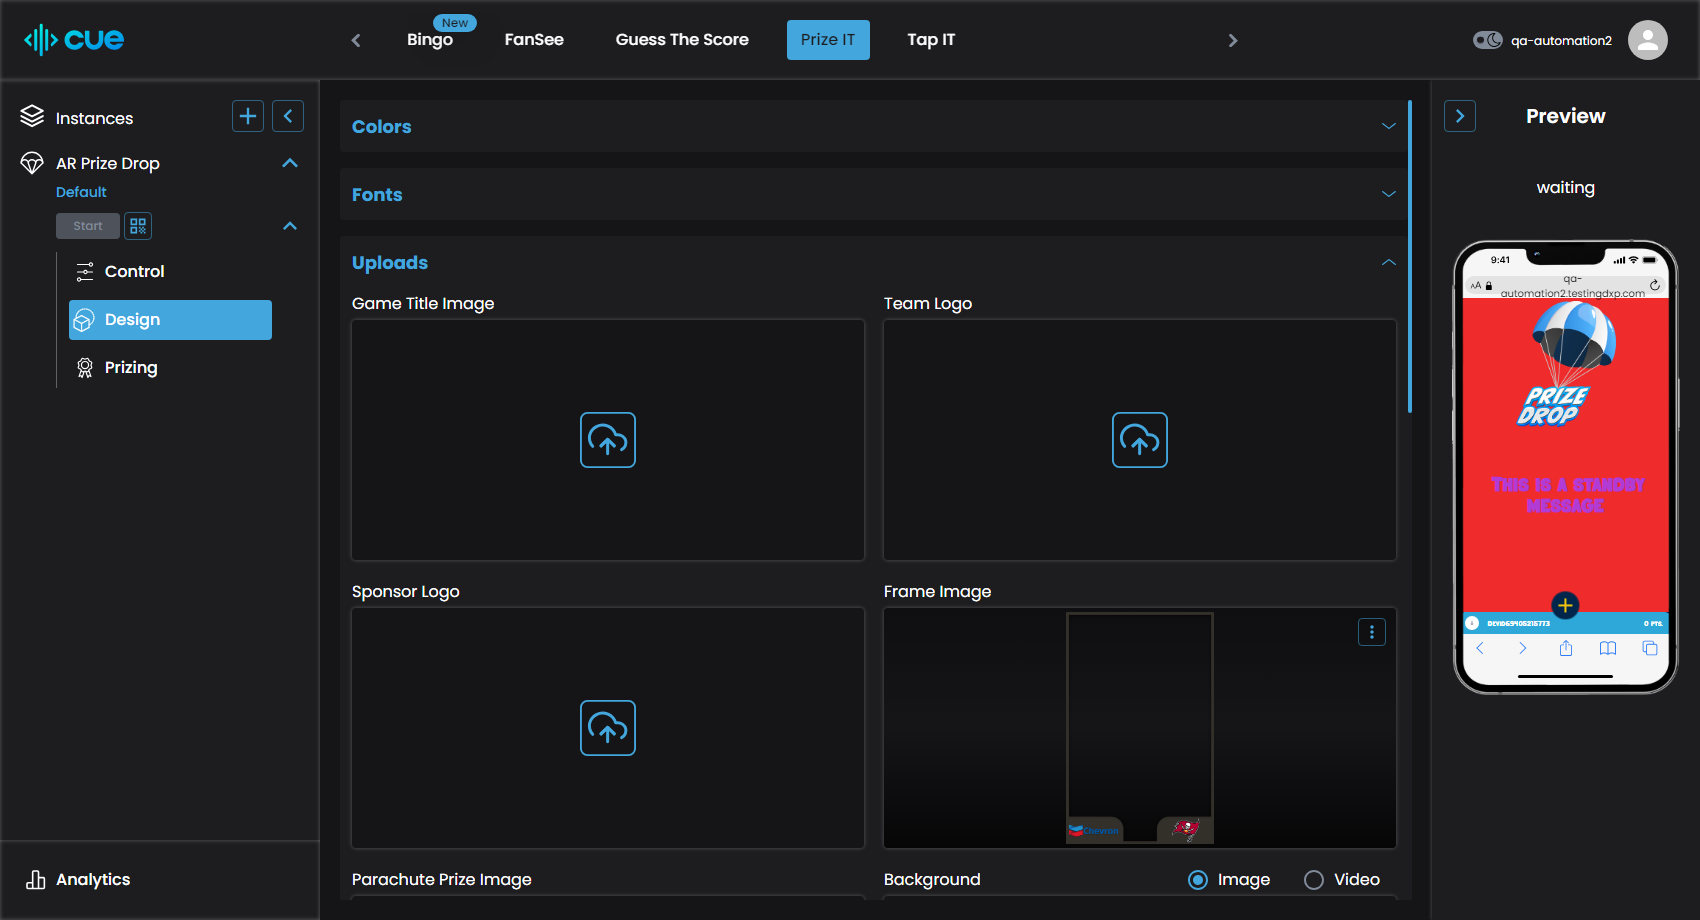 cue
New
Bingo
FanSee
Guess The Score
Prize IT
Tap IT
qa-automation2
Instances
AR Prize Drop
Default
Start
Control
Design
Prizing
Analytics
Colors
Fonts
Uploads
Game Title Image
Team Logo
Sponsor Logo
Frame Image
Chevron
Parachute Prize Image
Background
Image
Video
Preview
waiting
9:41
AA
qa-
automation2.testingdxp.com
PRIZE
DROP
THIS IS A STANDBY
MESSAGE
0 PTS.